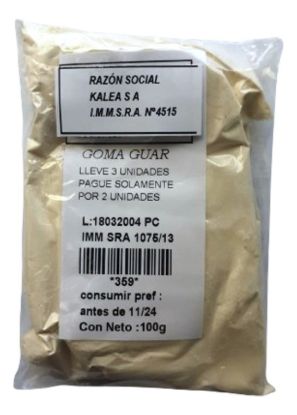 RAZÓN SOCIAL
KALEA S A
I.M.M.S.R.A. Nº4515
GOMA GUAR
LLEVE 3 UNIDADES
PAGUE SOLAMENTE
POR 2 UNIDADES
L:18032004 PC
IMM SRA 1075/13
*359*
consumir pref :
antes de 11/24
Con Neto :100g